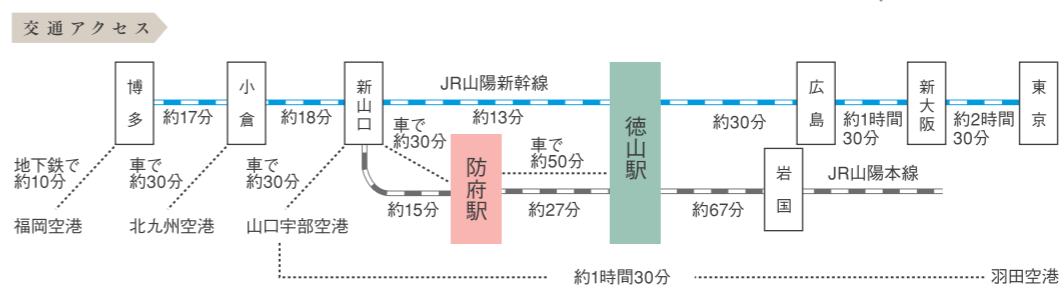 交通アクセス
博多
小倉
新山口
JR山陽新幹線
徳山駅
広島
新大阪
東京
約17分
約18分
約13分
約30分
約1時間
30分
約2時間
30分
車で
約30分
防府駅
車で
約50分
地下鉄で
約10分
車で
約30分
車で
約30分
岩国
JR山陽本線
約15分
約27分
約67分
福岡空港
北九州空港
山口宇部空港
約1時間30分
羽田空港